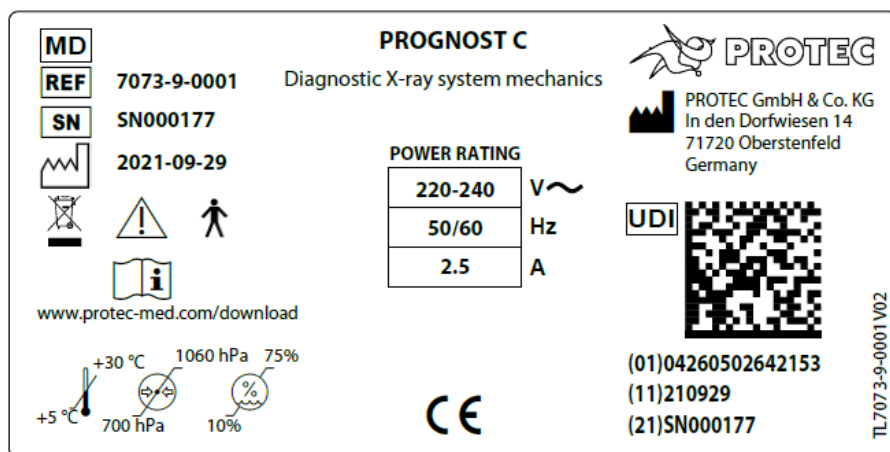 MD
REF 7073-9-0001
SN SN000177
2021-09-29
www.protec-med.com/download
+30 °C
+5 °C
1060 hPa
700 hPa
75%
%
10%
PROGNOST C
Diagnostic X-ray system mechanics
POWER RATING
220-240 V
50/60 Hz
2.5 A
CE
PROTEC
PROTEC GmbH & Co. KG
In den Dorfwiesen 14
71720 Oberstenfeld
Germany
UDI
(01)04260502642153
(11)210929
(21)SN000177
TL7073-9-0001 V02